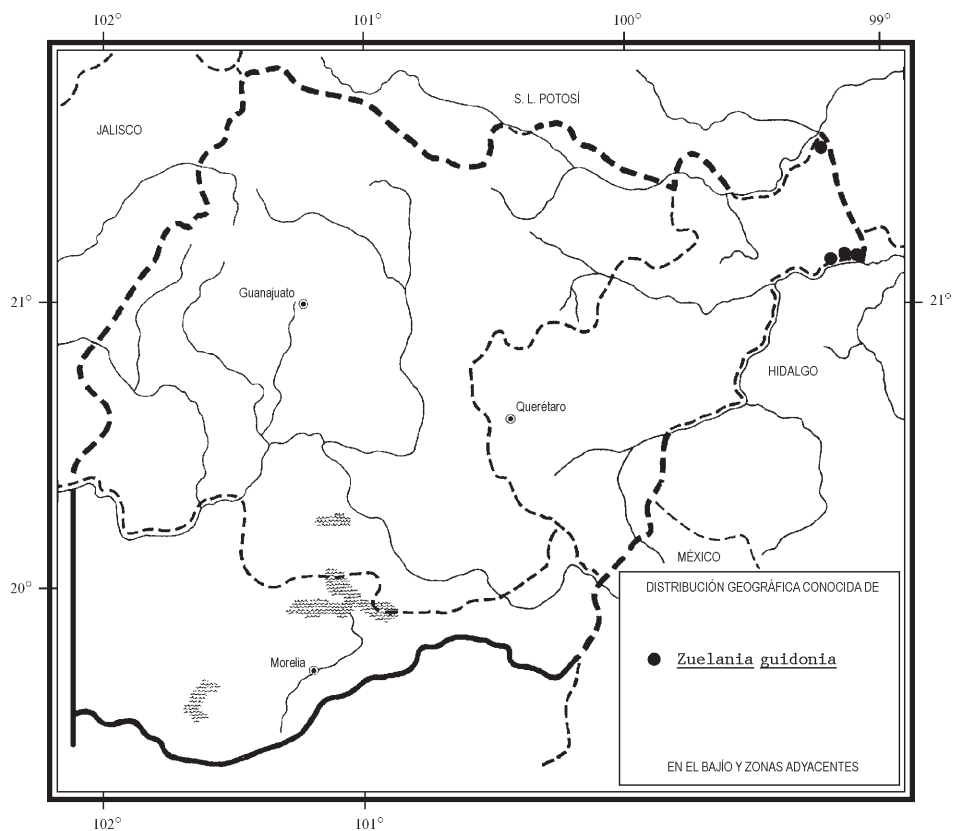 102°
101°
100°
99°
S. L. POTOSÍ
JALISCO
Guanajuato
21°
21°
HIDALGO
Querétaro
MÉXICO
20°
DISTRIBUCIÓN GEOGRÁFICA CONOCIDA DE
Zuelania guidonia
Morelia
EN EL BAJÍO Y ZONAS ADYACENTES
102°
101°